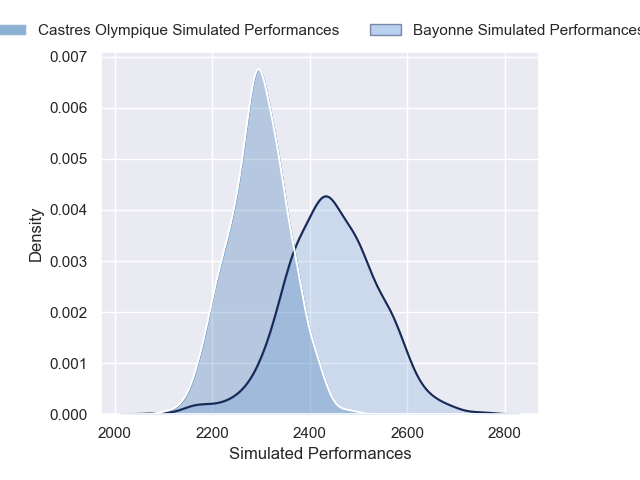 Castres Olympique Simulated Performances Bayonne Simulated Performances
0.007
0.006
0.005
0.004
0.003
0.002
0.001
0.000
Density
2000 2200 2400 2600 2800
Simulated Performances